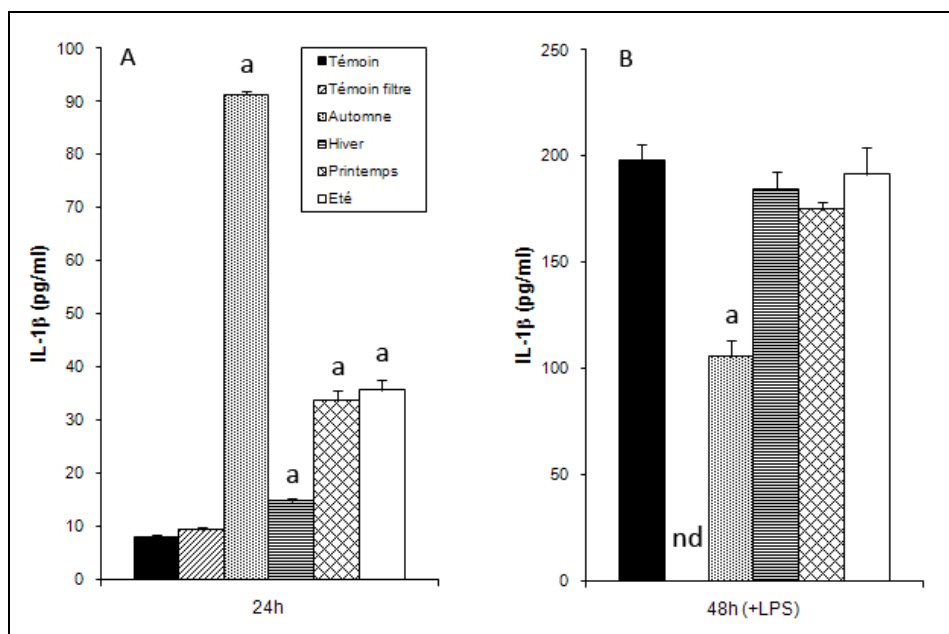 A
IL-1β (pg/ml)
100
90
80
70
60
50
40
30
20
10
0
a
a
a
a
Témoin
Témoin filtre
Automne
Hiver
Printemps
Eté
24h
B
IL-1β (pg/ml)
250
200
150
100
50
0
nd
a
48h (+LPS)